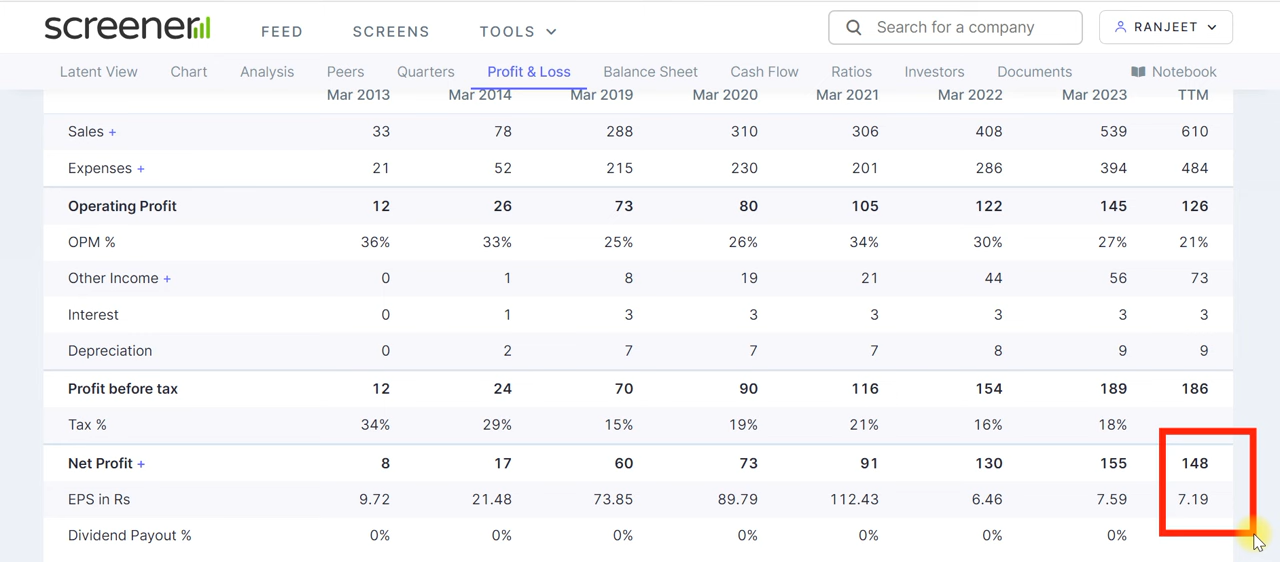 screener
FEED SCREENS TOOLS
Search for a company
RANJEET
Latent View Chart Analysis Peers Quarters Profit & Loss Balance Sheet Cash Flow Ratios Investors Documents Notebook
Mar 2013 Mar 2014 Mar 2019 Mar 2020 Mar 2021 Mar 2022 Mar 2023 TTM
Sales + 33 78 288 310 306 408 539 610
Expenses + 21 52 215 230 201 286 394 484
Operating Profit 12 26 73 80 105 122 145 126
OPM % 36% 33% 25% 26% 34% 30% 27% 21%
Other Income + 0 1 8 19 21 44 56 73
Interest 0 1 3 3 3 3 3 3
Depreciation 0 2 7 7 7 8 9 9
Profit before tax 12 24 70 90 116 154 189 186
Tax % 34% 29% 15% 19% 21% 16% 18%
Net Profit + 8 17 60 73 91 130 155 148
EPS in Rs 9.72 21.48 73.85 89.79 112.43 6.46 7.59 7.19
Dividend Payout % 0% 0% 0% 0% 0% 0% 0%